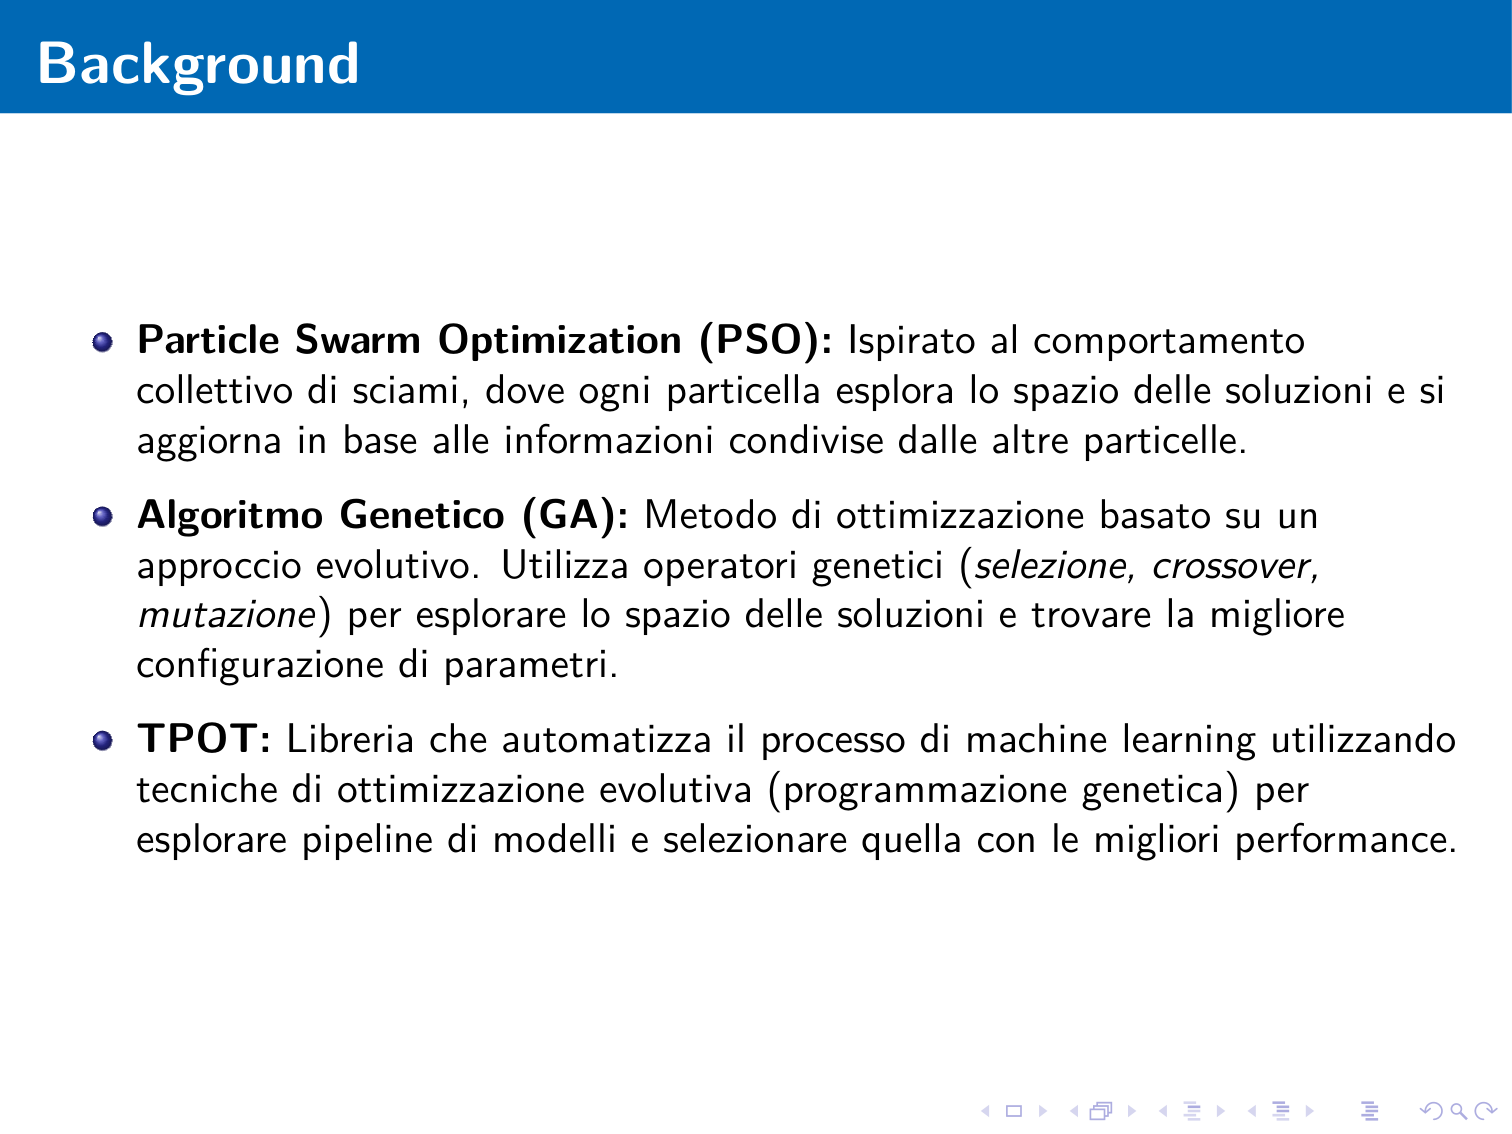 Background
Particle Swarm Optimization (PSO): Ispirato al comportamento
collettivo di sciami, dove ogni particella esplora lo spazio delle soluzioni e si
aggiorna in base alle informazioni condivise dalle altre particelle.
Algoritmo Genetico (GA): Metodo di ottimizzazione basato su un
approccio evolutivo. Utilizza operatori genetici (selezione, crossover,
mutazione) per esplorare lo spazio delle soluzioni e trovare la migliore
configurazione di parametri.
TPOT: Libreria che automatizza il processo di machine learning utilizzando
tecniche di ottimizzazione evolutiva (programmazione genetica) per
esplorare pipeline di modelli e selezionare quella con le migliori performance.